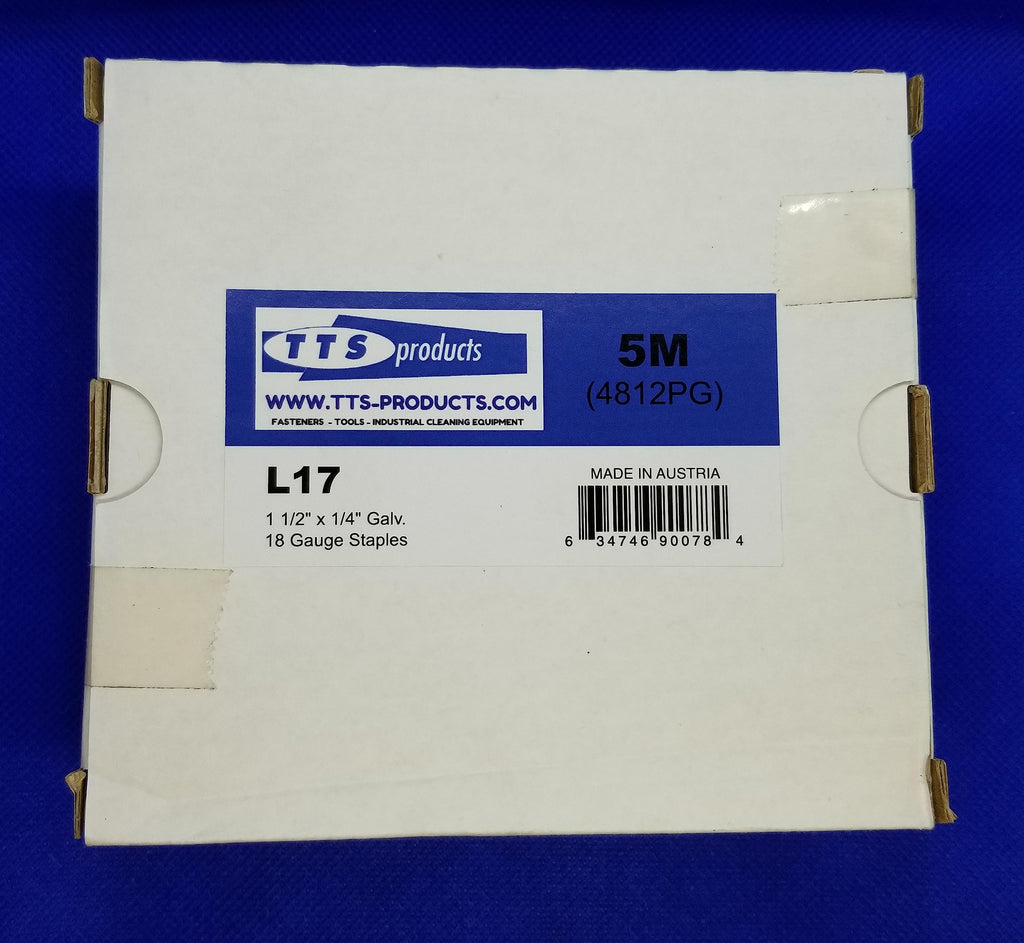 TTS products
WWW.TTS-PRODUCTS.COM
FASTENERS - TOOLS - INDUSTRIAL CLEANING EQUIPMENT
5M
(4812PG)
L17
1 1/2" x 1/4" Galv.
18 Gauge Staples
MADE IN AUSTRIA
6 34746 90078 4